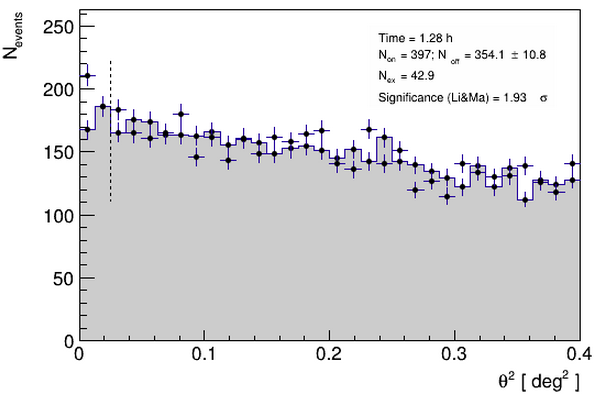 N_events
250
200
150
100
50
0
Time = 1.28 h
N_on = 397; N_off = 354.1 ± 10.8
N_ex = 42.9
Significance (Li&Ma) = 1.93 σ
0 0.1 0.2 0.3 0.4
θ² [ deg² ]